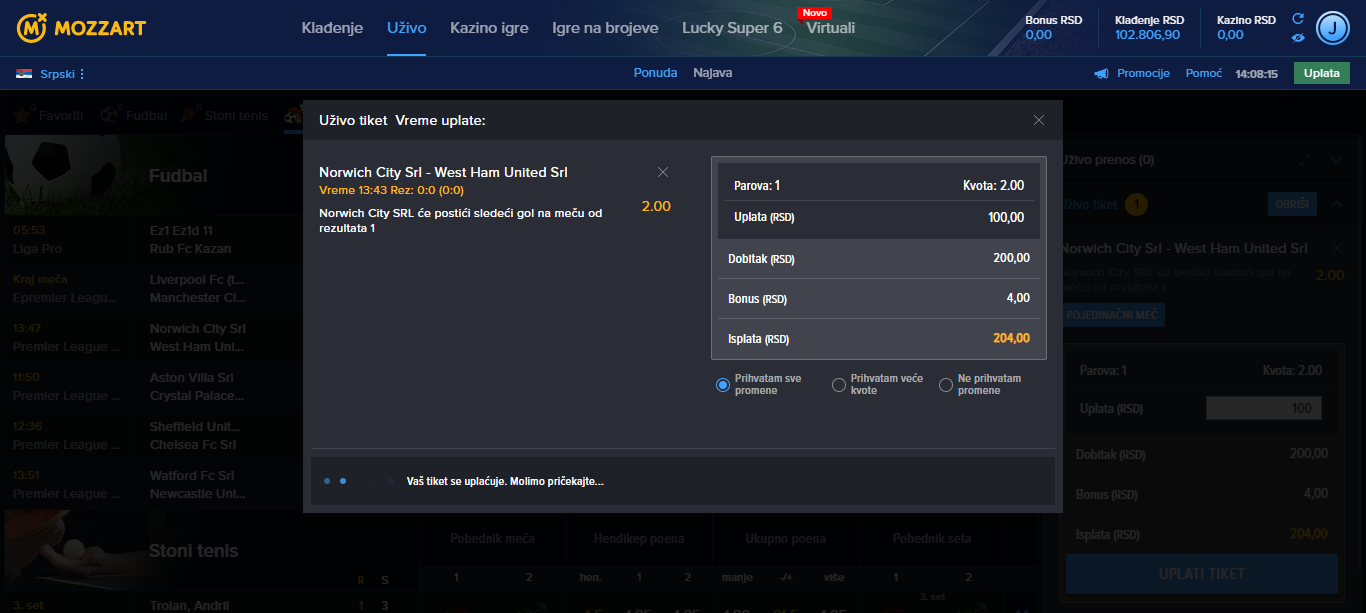 MOZZART
Klađenje
Uživo
Kazino igre
Igre na brojeve
Lucky Super 6
Novo
Virtuali
Bonus RSD
0,00
Klađenje RSD
102.806,90
Kazino RSD
0,00
J
Srpski
Ponuda
Najava
Promocije
Pomoć
14:08:15
Uplata
Favoriti
Fudbal
Stoni tenis
Uživo tiket Vreme uplate:
Norwich City Srl - West Ham United Srl
Vreme 13:43 Rez: 0:0 (0:0)
Norwich City SRL će postići sledeći gol na meču od
rezultata 1
2.00
Parova: 1
Kvota: 2.00
Uplata (RSD)
100,00
Dobitak (RSD)
200,00
Bonus (RSD)
4,00
Isplata (RSD)
204,00
Prihvatam sve
promene
Prihvatam veće
kvote
Ne prihvatam
promene
Vaš tiket se uplaćuje. Molimo pričekajte...
Fudbal
05:53
Liga Pro
Ez1 Ez1d 11
Rub Fc Kazan
Kraj meča
Epremier Leagu...
Liverpool Fc (t...
Manchester Ci...
13:47
Premier League ...
Norwich City Srl
West Ham Uni...
11:50
Premier League ...
Aston Villa Srl
Crystal Palace...
12:36
Premier League ...
Sheffield Unit...
Chelsea Fc Srl
13:51
Premier League ...
Watford Fc Srl
Newcastle Uni...
Stoni tenis
R
S
3. set
Trolan, Andrii
1
3
Pobednik meča
Hendikep poena
Ukupno poena
Pobednik seta
1
2
hen.
1
2
manje
-/+
više
1
2
3. set
Uživo prenos (0)
Uživo tiket
1
OBRIŠI
Norwich City Srl - West Ham United Srl
Norwich City SRL će postići sledeći gol na
meču od rezultata 1
2.00
POJEDINAČNI MEČ
Parova: 1
Kvota: 2.00
Uplata (RSD)
100
Dobitak (RSD)
200,00
Bonus (RSD)
4,00
Isplata (RSD)
204,00
UPLATI TIKET